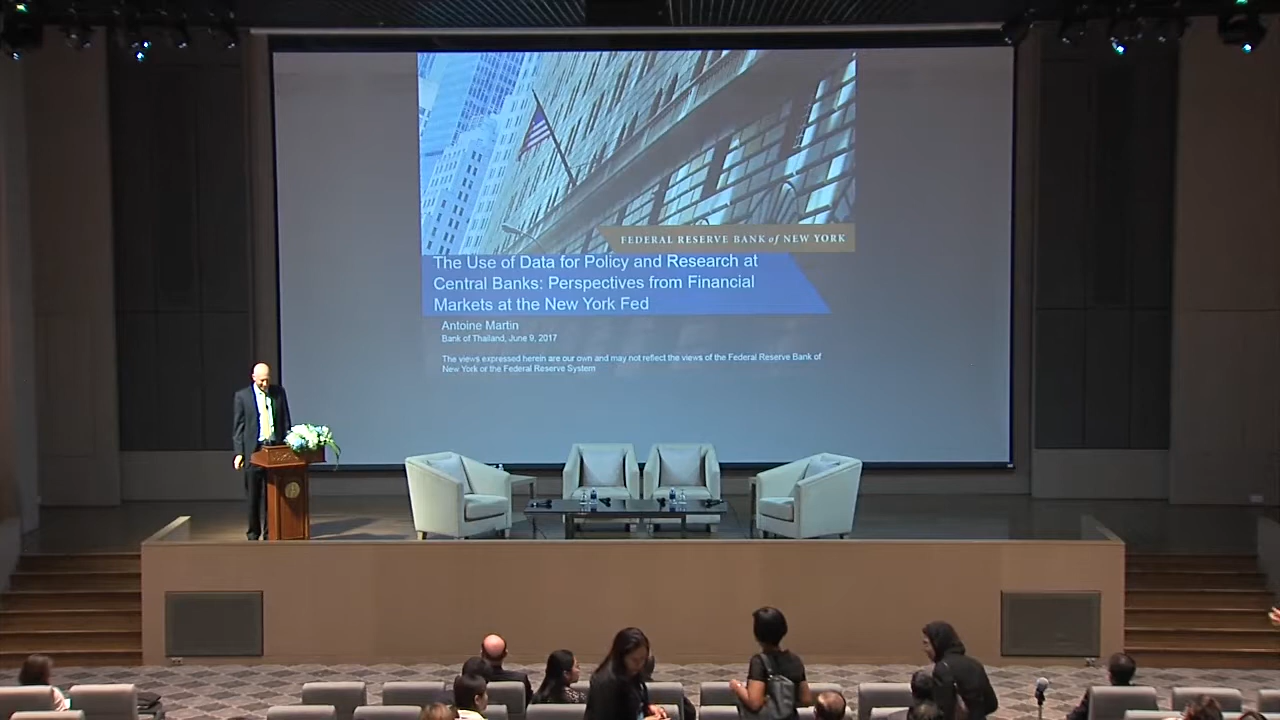 FEDERAL RESERVE BANK of NEW YORK
The Use of Data for Policy and Research at
Central Banks: Perspectives from Financial
Markets at the New York Fed
Antoine Martin
Bank of Thailand, June 9, 2017
The views expressed herein are our own and may not reflect the views of the Federal Reserve Bank of
New York or the Federal Reserve System